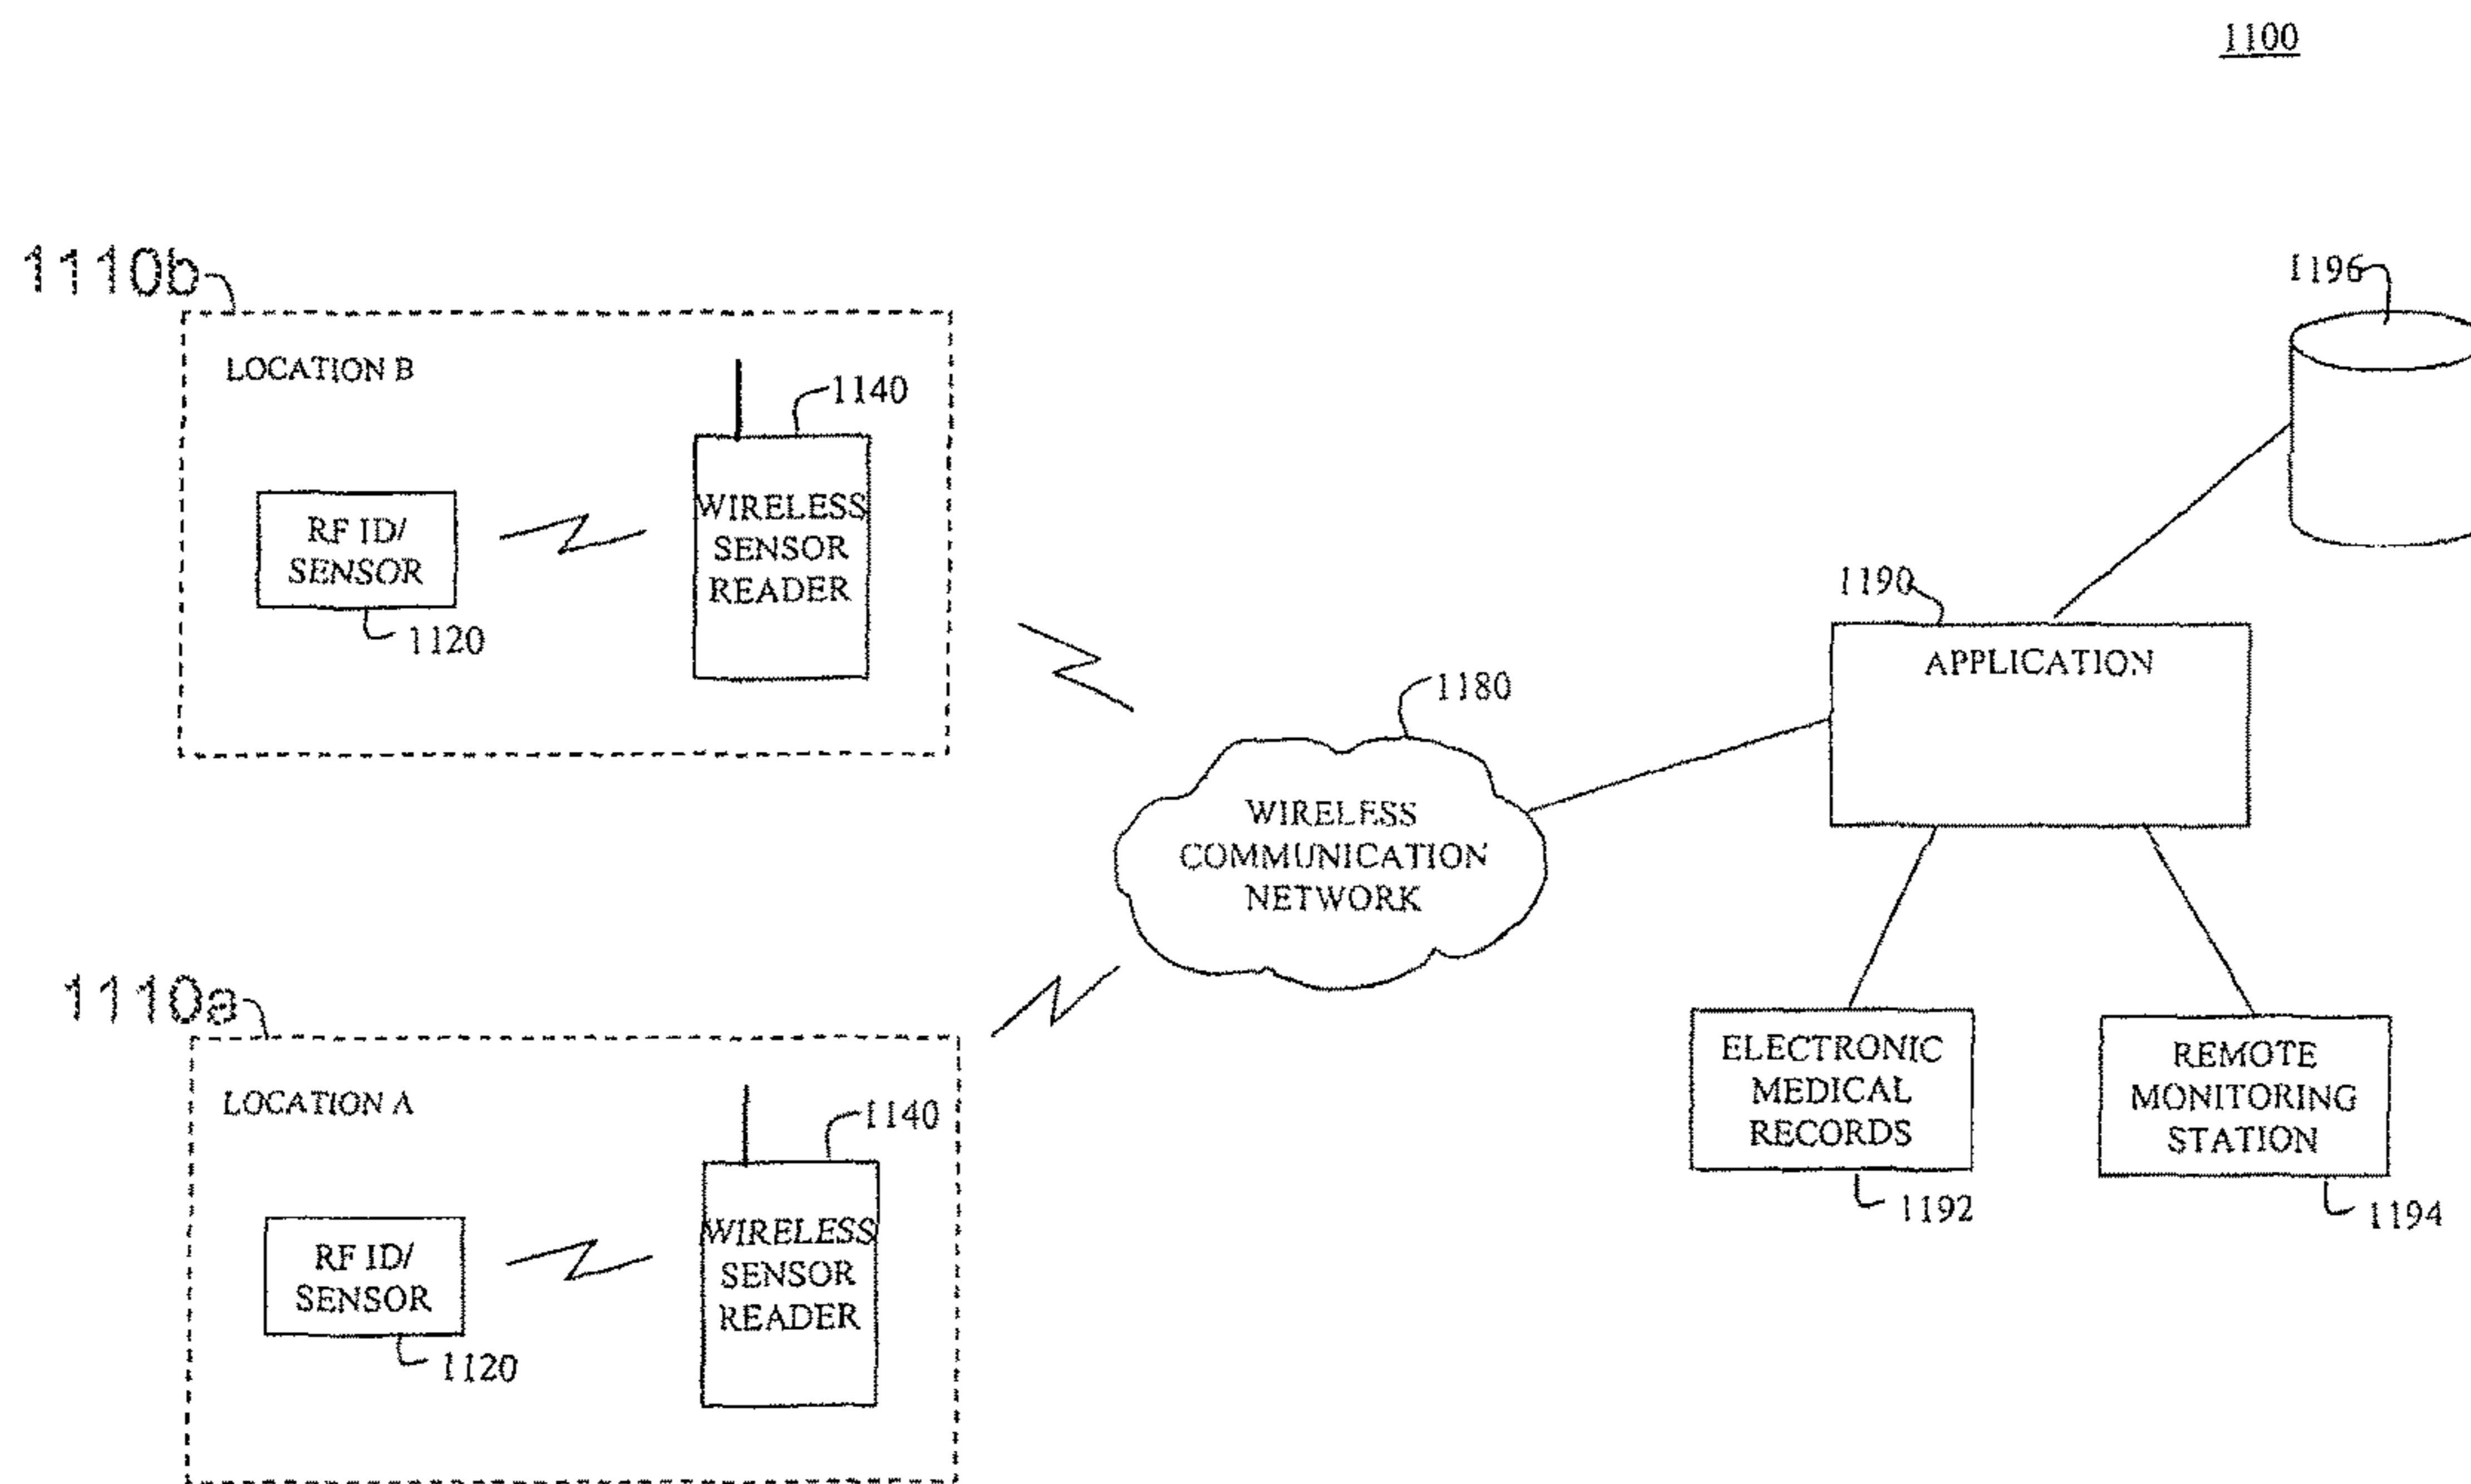 1100
1110b
1196
LOCATION B
1140
WIRELESS
SENSOR
READER
RF ID/
SENSOR
1120
1190
APPLICATION
1180
WIRELESS
COMMUNICATION
NETWORK
1110a
LOCATION A
1140
WIRELESS
SENSOR
READER
RF ID/
SENSOR
1120
ELECTRONIC
MEDICAL
RECORDS
1192
REMOTE
MONITORING
STATION
1194